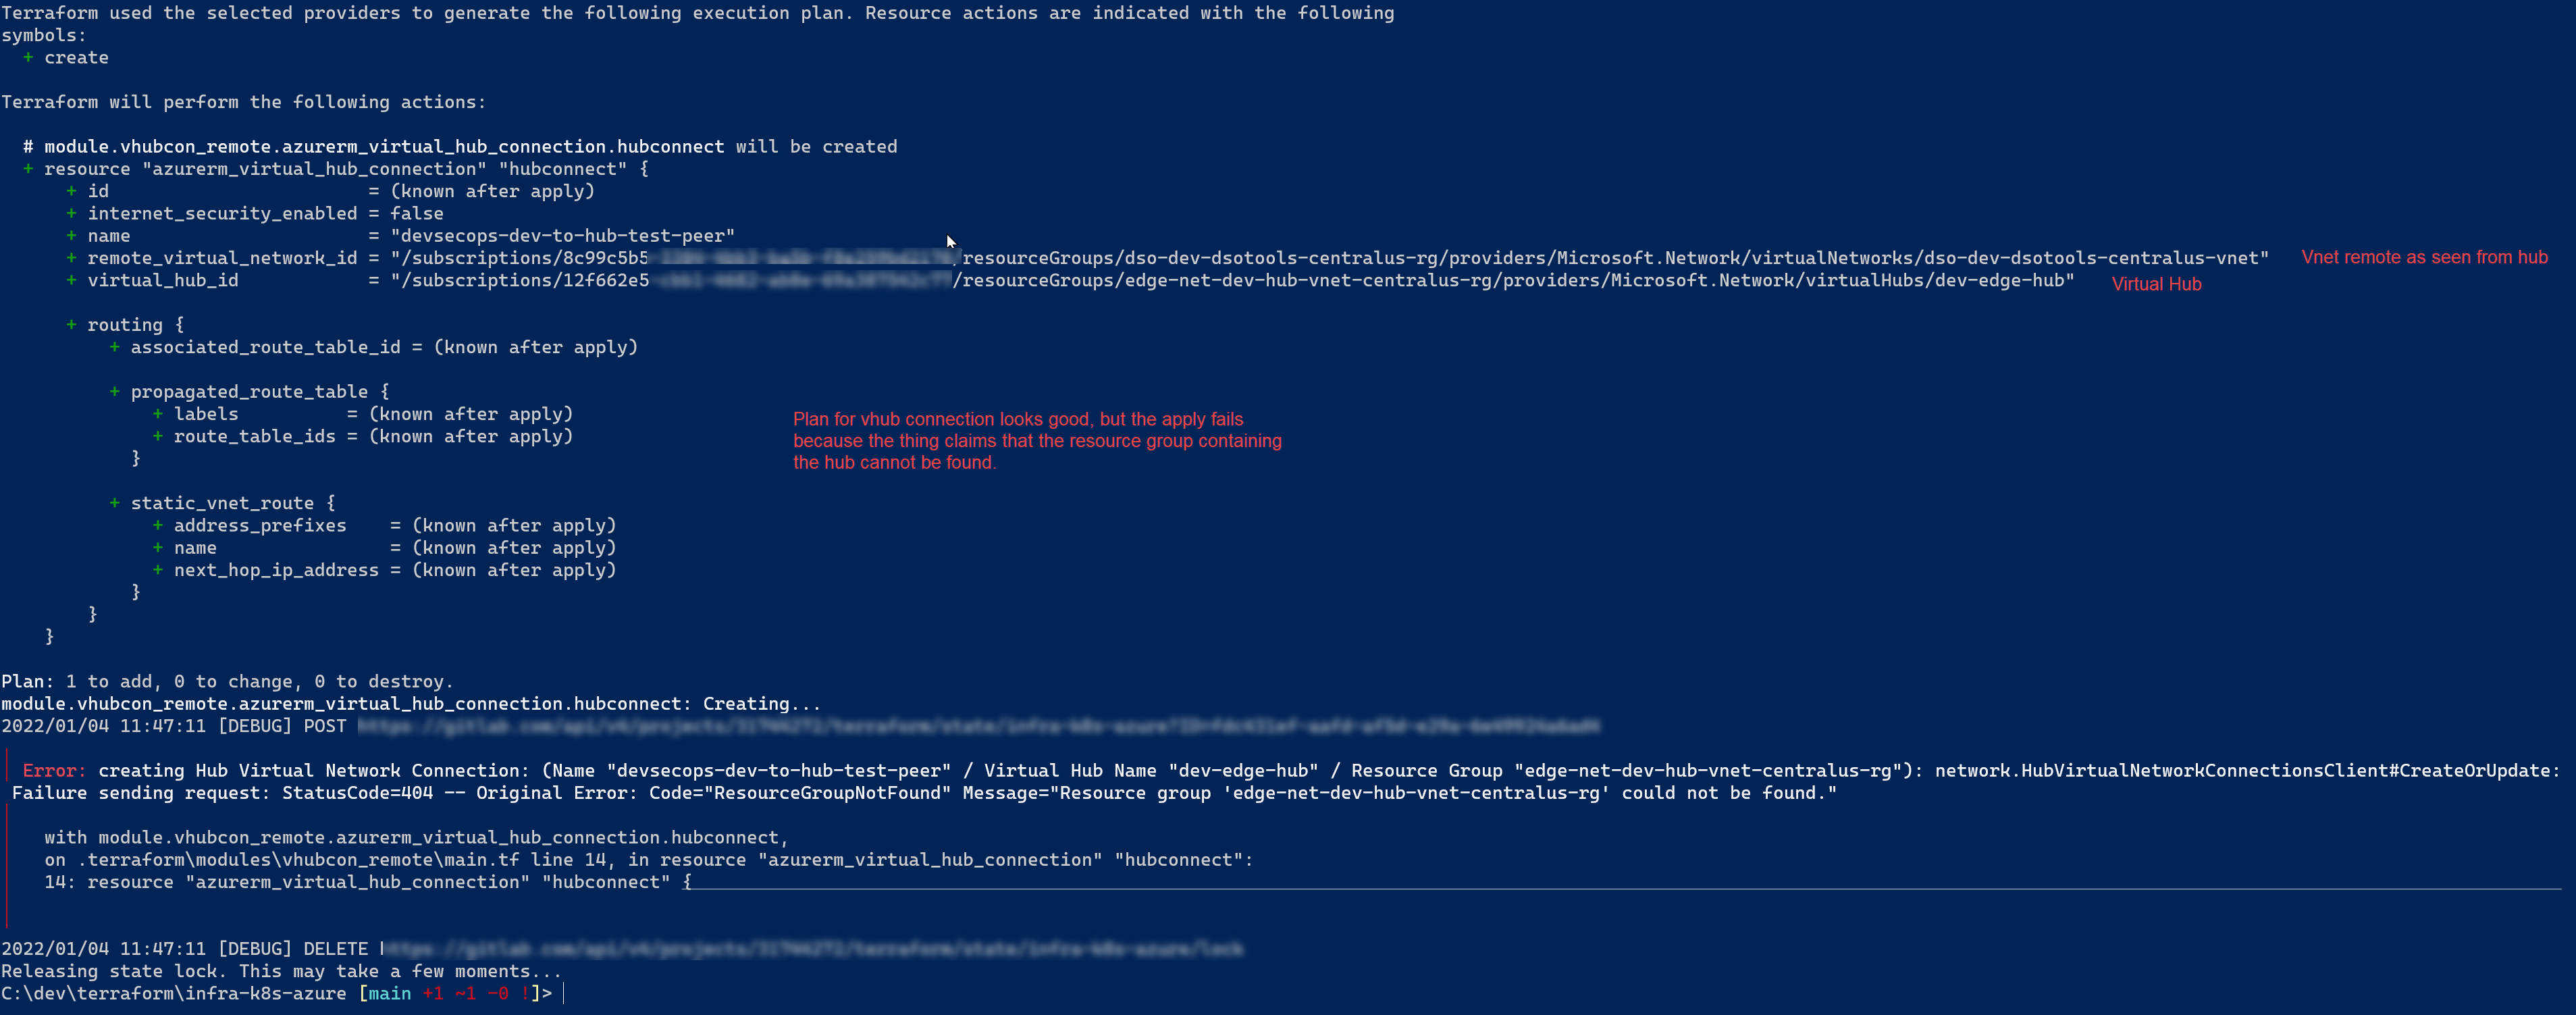 Terraform used the selected providers to generate the following execution plan. Resource actions are indicated with the following
symbols:
+ create
Terraform will perform the following actions:
# module.vhubcon_remote.azurerm_virtual_hub_connection.hubconnect will be created
+ resource "azurerm_virtual_hub_connection" "hubconnect" {
+ id = (known after apply)
+ internet_security_enabled = false
+ name = "devsecops-dev-to-hub-test-peer"
+ remote_virtual_network_id = "/subscriptions/8c99c5b5 /resourceGroups/dso-dev-dsotools-centralus-rg/providers/Microsoft.Network/virtualNetworks/dso-dev-dsotools-centralus-vnet" Vnet remote as seen from hub
+ virtual_hub_id = "/subscriptions/12f662e5 /resourceGroups/edge-net-dev-hub-vnet-centralus-rg/providers/Microsoft.Network/virtualHubs/dev-edge-hub" Virtual Hub
+ routing {
+ associated_route_table_id = (known after apply)
+ propagated_route_table {
+ labels = (known after apply)
+ route_table_ids = (known after apply)
}
Plan for vhub connection looks good, but the apply fails
because the thing claims that the resource group containing
the hub cannot be found.
+ static_vnet_route {
+ address_prefixes = (known after apply)
+ name = (known after apply)
+ next_hop_ip_address = (known after apply)
}
}
}
Plan: 1 to add, 0 to change, 0 to destroy.
module.vhubcon_remote.azurerm_virtual_hub_connection.hubconnect: Creating...
2022/01/04 11:47:11 [DEBUG] POST
Error: creating Hub Virtual Network Connection: (Name "devsecops-dev-to-hub-test-peer" / Virtual Hub Name "dev-edge-hub" / Resource Group "edge-net-dev-hub-vnet-centralus-rg"): network.HubVirtualNetworkConnectionsClient#CreateOrUpdate:
Failure sending request: StatusCode=404 -- Original Error: Code="ResourceGroupNotFound" Message="Resource group 'edge-net-dev-hub-vnet-centralus-rg' could not be found."
with module.vhubcon_remote.azurerm_virtual_hub_connection.hubconnect,
on .terraform\modules\vhubcon_remote\main.tf line 14, in resource "azurerm_virtual_hub_connection" "hubconnect":
14: resource "azurerm_virtual_hub_connection" "hubconnect" {
2022/01/04 11:47:11 [DEBUG] DELETE
Releasing state lock. This may take a few moments...
C:\dev\terraform\infra-k8s-azure [main +1 ~1 -0 !]>